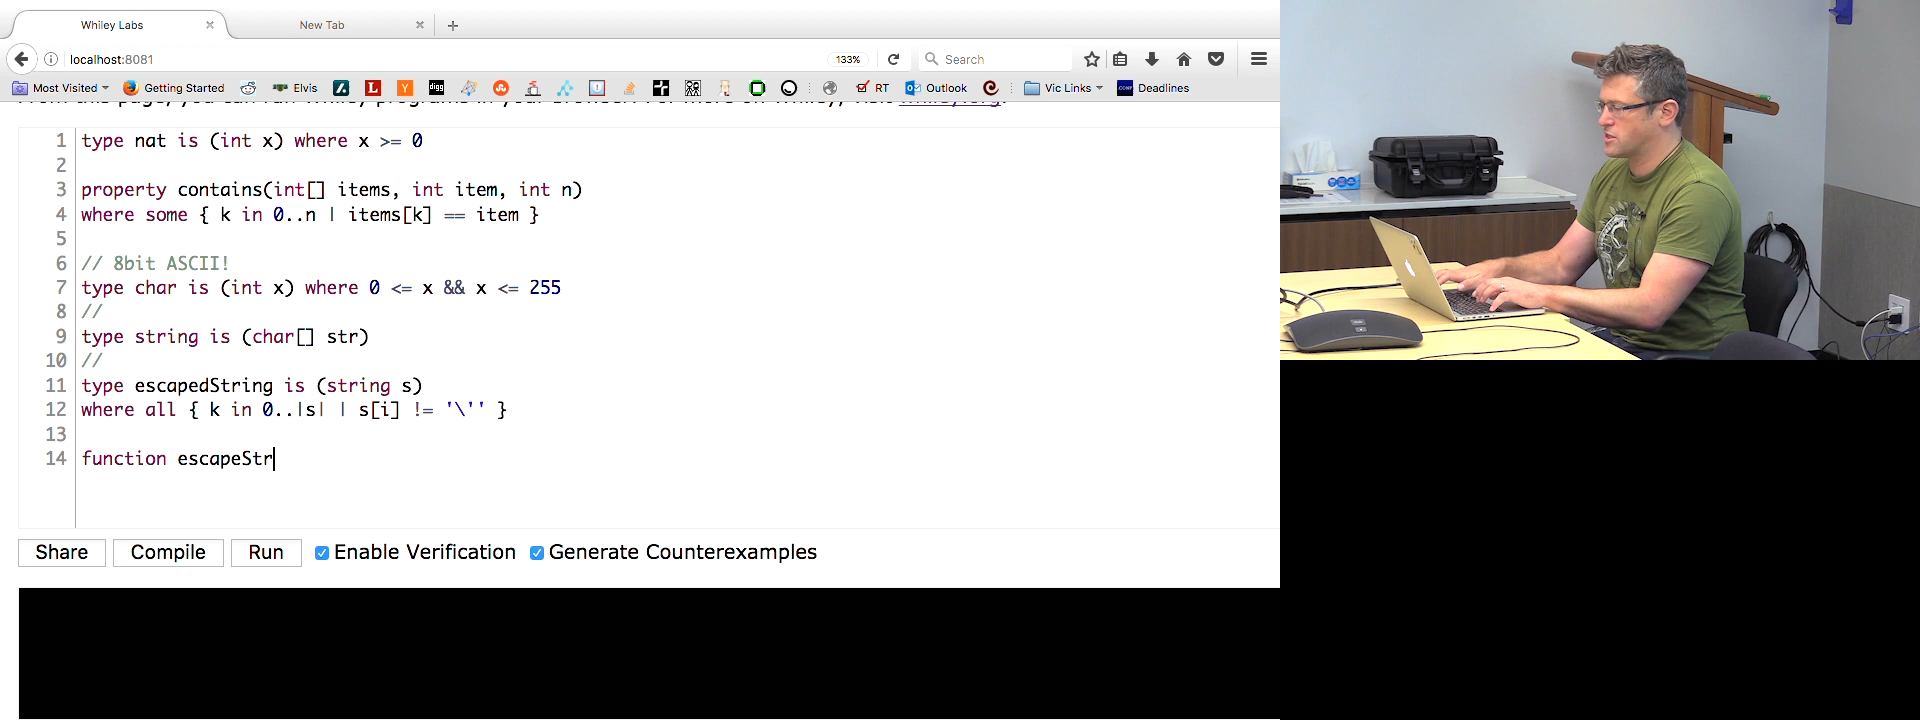 Whiley Labs
New Tab
localhost:8081
133%
Search
Most Visited
Getting Started
Elvis
digg
RT
Outlook
Vic Links
Deadlines
1 type nat is (int x) where x >= 0
2
3 property contains(int[] items, int item, int n)
4 where some { k in 0..n | items[k] == item }
5
6 // 8bit ASCII!
7 type char is (int x) where 0 <= x && x <= 255
8 //
9 type string is (char[] str)
10 //
11 type escapedString is (string s)
12 where all { k in 0..|s| | s[i] != '\'' }
13
14 function escapeStr
Share
Compile
Run
Enable Verification
Generate Counterexamples